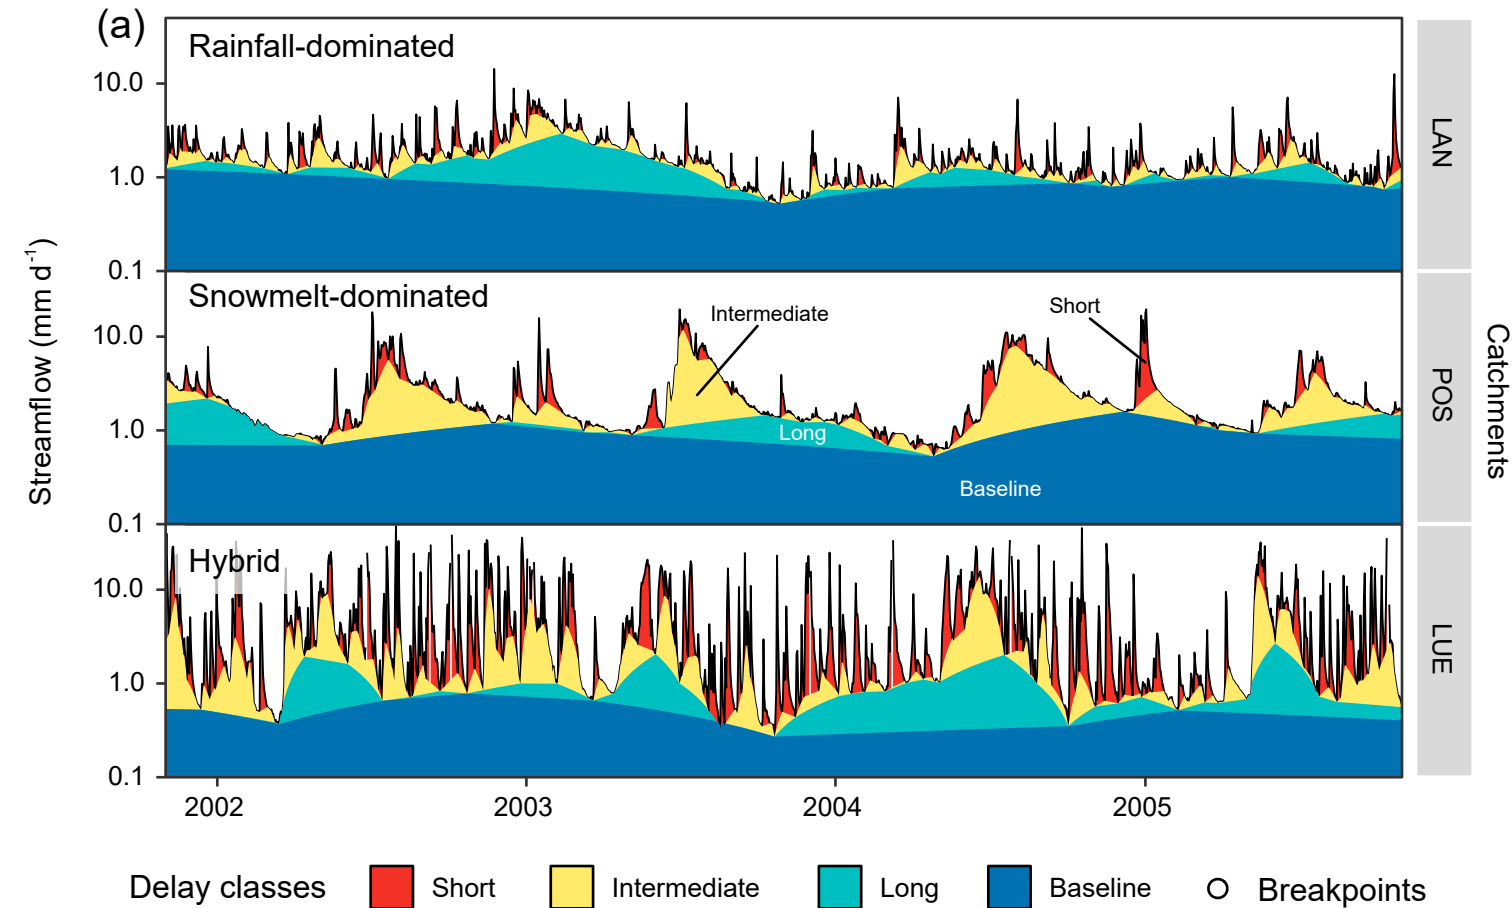 (a)
Rainfall-dominated
10.0
1.0
0.1
LAN
Snowmelt-dominated
Intermediate
Short
10.0
1.0
Long
Baseline
0.1
POS
Catchments
Streamflow (mm d⁻¹)
Hybrid
10.0
1.0
0.1
LUE
2002 2003 2004 2005
Delay classes Short Intermediate Long Baseline Breakpoints